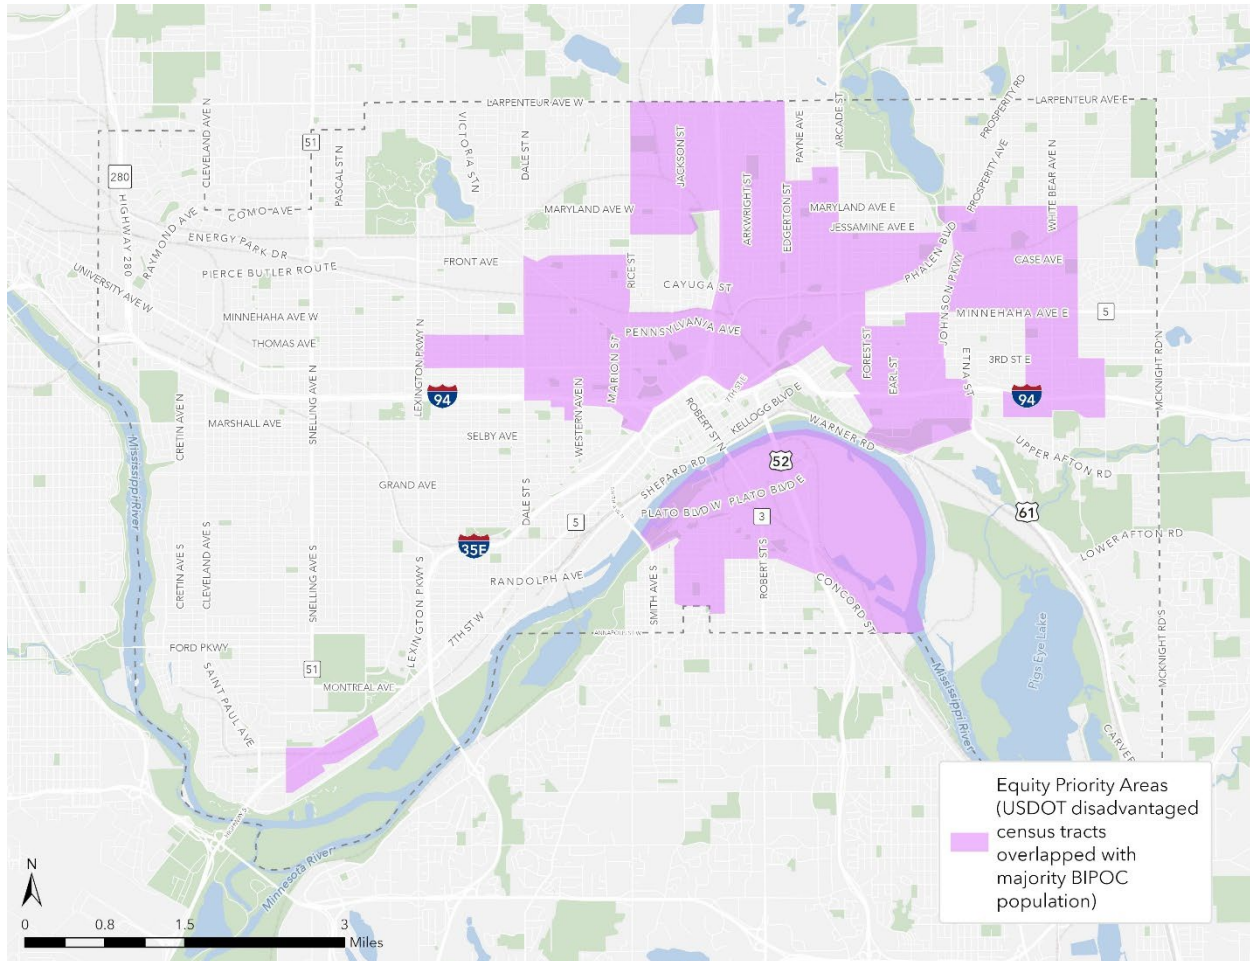 LARPENTEUR AVE W
LARPENTEUR AVE E
CLEVELAND AVE N
51
PASCAL ST N
VICTORIA ST N
DALE ST N
JACKSON ST
PAYNE AVE
ARCADE ST
PROSPERITY RD
PROSPERITY AVE
WHITE BEAR AVE N
280
HIGHWAY 280
RAYMOND AVE
COMO AVE
ENERGY PARK DR
MARYLAND AVE W
ARKWRIGHT ST
EDGERTON ST
MARYLAND AVE E
JESSAMINE AVE E
PHALEN BLVD
JOHNSON PKWY
FRONT AVE
RICE ST
CASE AVE
PIERCE BUTLER ROUTE
UNIVERSITY AVE W
CAYUGA ST
MINNEHAHA AVE W
PENNSYLVANIA AVE
MINNEHAHA AVE E
5
THOMAS AVE
LEXINGTON PKWY N
MARION ST
FOREST ST
EARL ST
ETNA ST
3RD ST E
MCKNIGHT RD N
SNELLING AVE N
94
7TH ST E
94
CRETIN AVE N
MARSHALL AVE
WESTERN AVE N
SELBY AVE
ROBERT ST N
KELLOGG BLVD E
WARNER RD
UPPER AFTON RD
Mississippi River
GRAND AVE
DALE ST S
SHEPARD RD
52
PLATO BLVD W
PLATO BLVD E
61
5
3
LOWER AFTON RD
35E
CRETIN AVE S
CLEVELAND AVE S
SNELLING AVE S
RANDOLPH AVE
SMITH AVE S
ROBERT ST S
CONCORD ST
LEXINGTON PKWY S
7TH ST W
ANNAPOLIS ST W
FORD PKWY
SAINT PAUL AVE
51
MONTREAL AVE
Mississippi River
Pigs Eye Lake
MCKNIGHT RD S
CARVER
Minnesota River
Equity Priority Areas
(USDOT disadvantaged
census tracts
overlapped with
majority BIPOC
population)
N
0 0.8 1.5 3
Miles